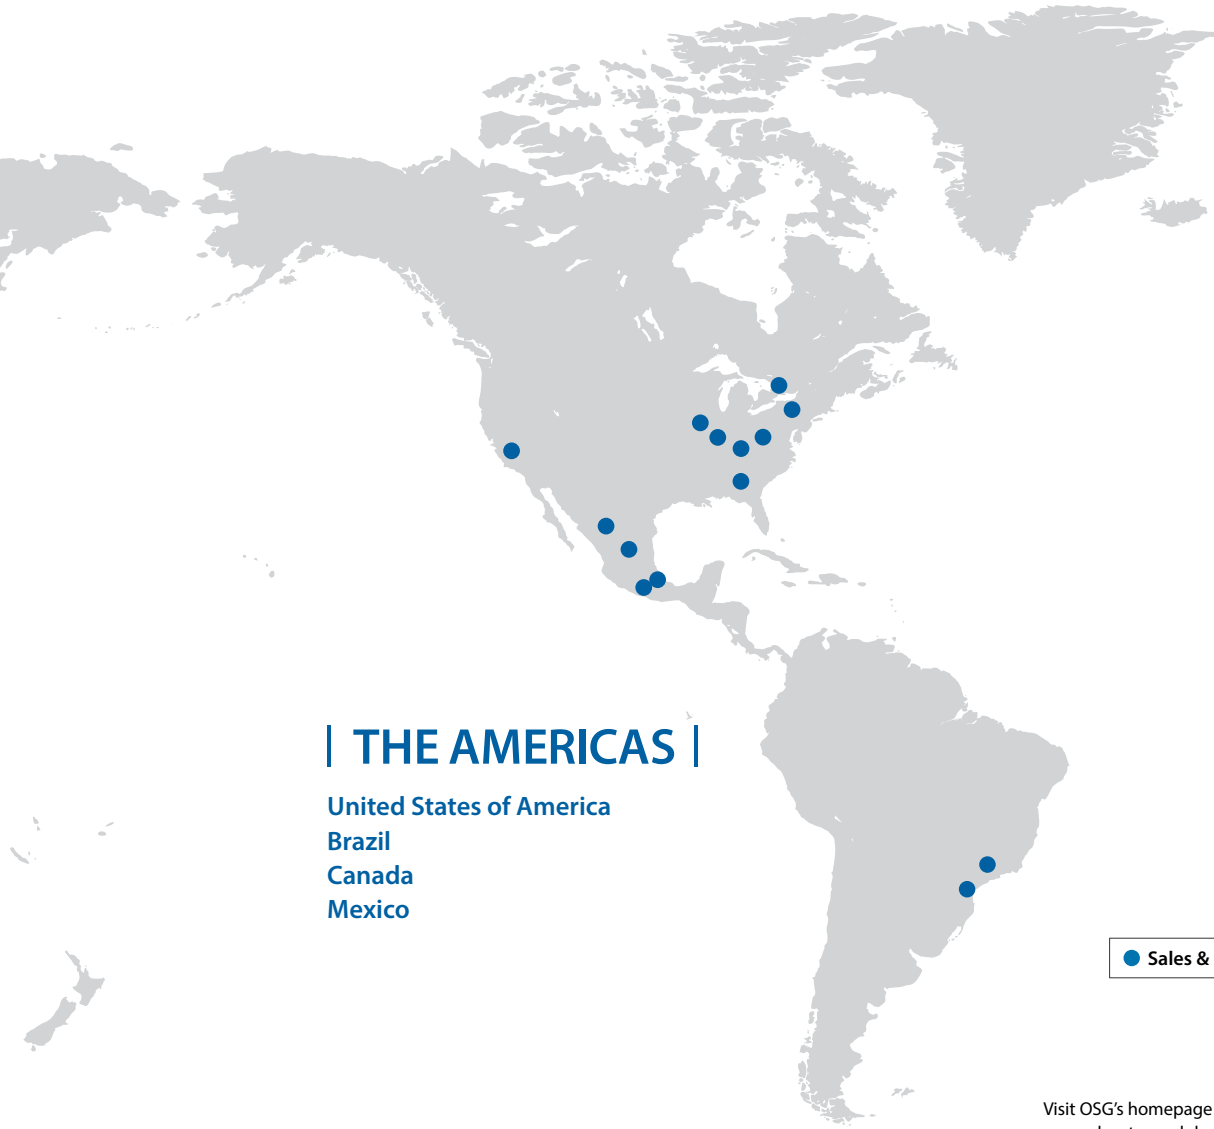 THE AMERICAS
United States of America
Brazil
Canada
Mexico
Sales &
Visit OSG's homepage